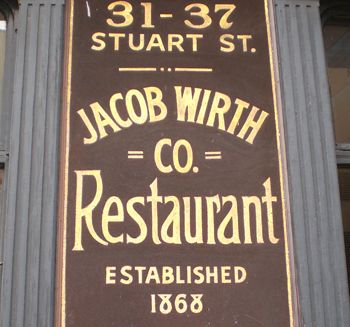 31-37
STUART ST.
JACOB WIRTH
= CO. =
Restaurant
ESTABLISHED
1868